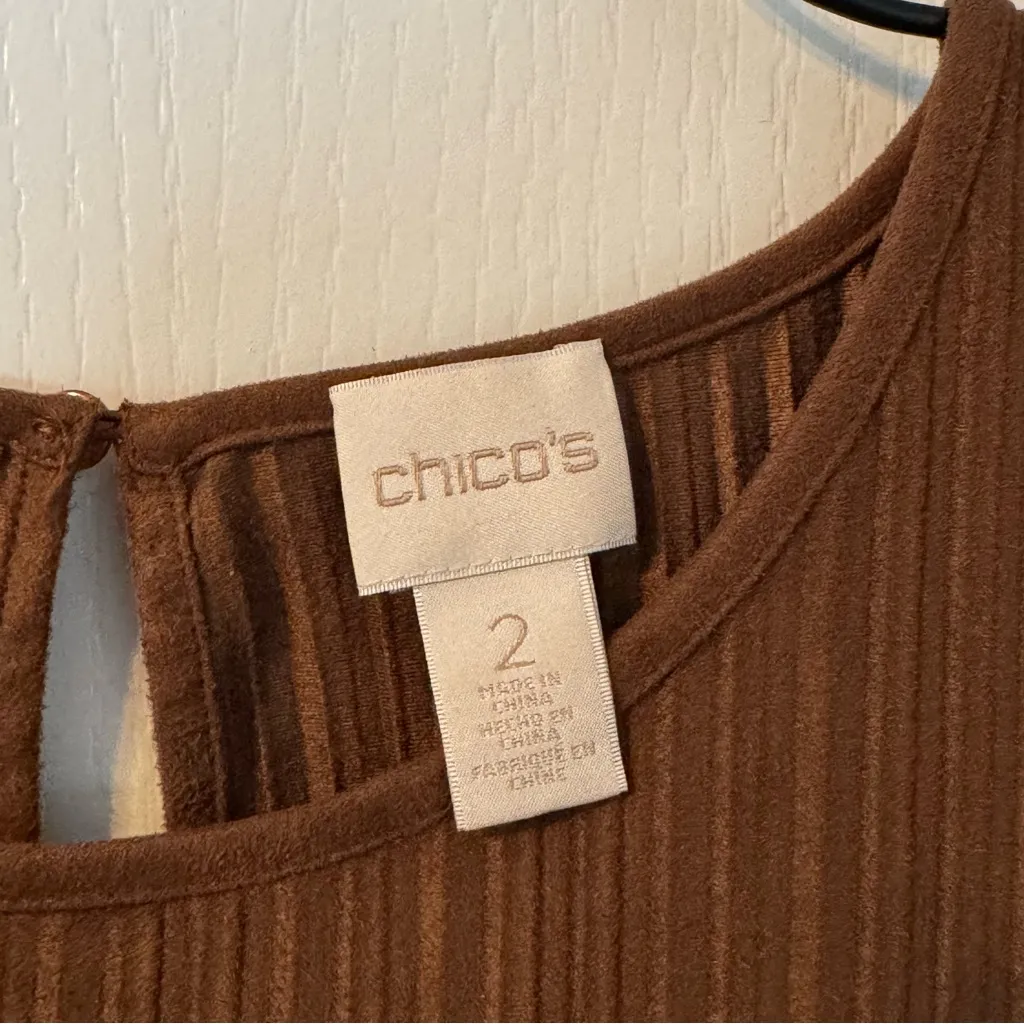 chico's
2
MADE IN
CHINA
HECHO EN
CHINA
FABRIQUÉ EN
CHINE